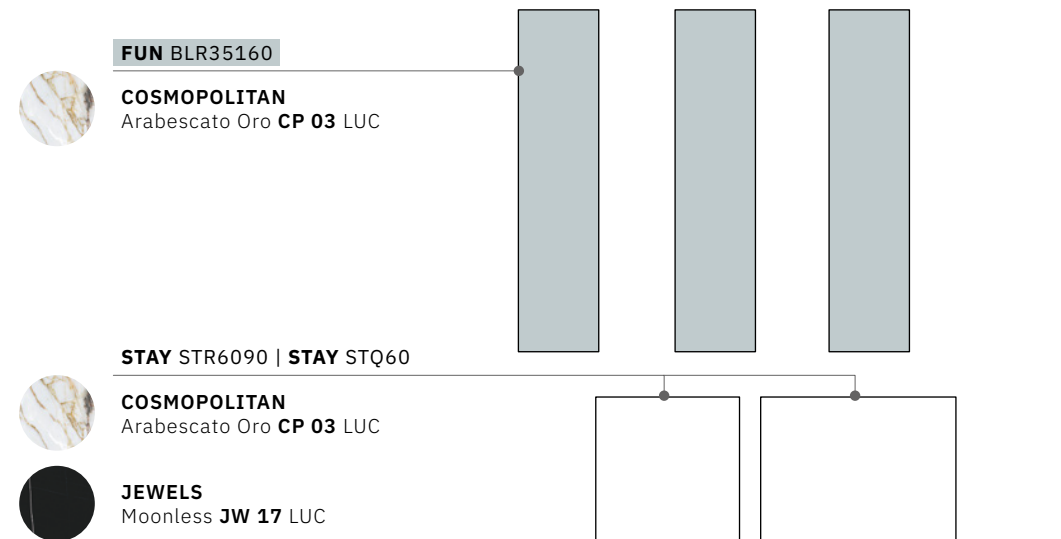 FUN BLR35160
COSMOPOLITAN
Arabescato Oro CP 03 LUC
STAY STR6090 | STAY STQ60
COSMOPOLITAN
Arabescato Oro CP 03 LUC
JEWELS
Moonless JW 17 LUC